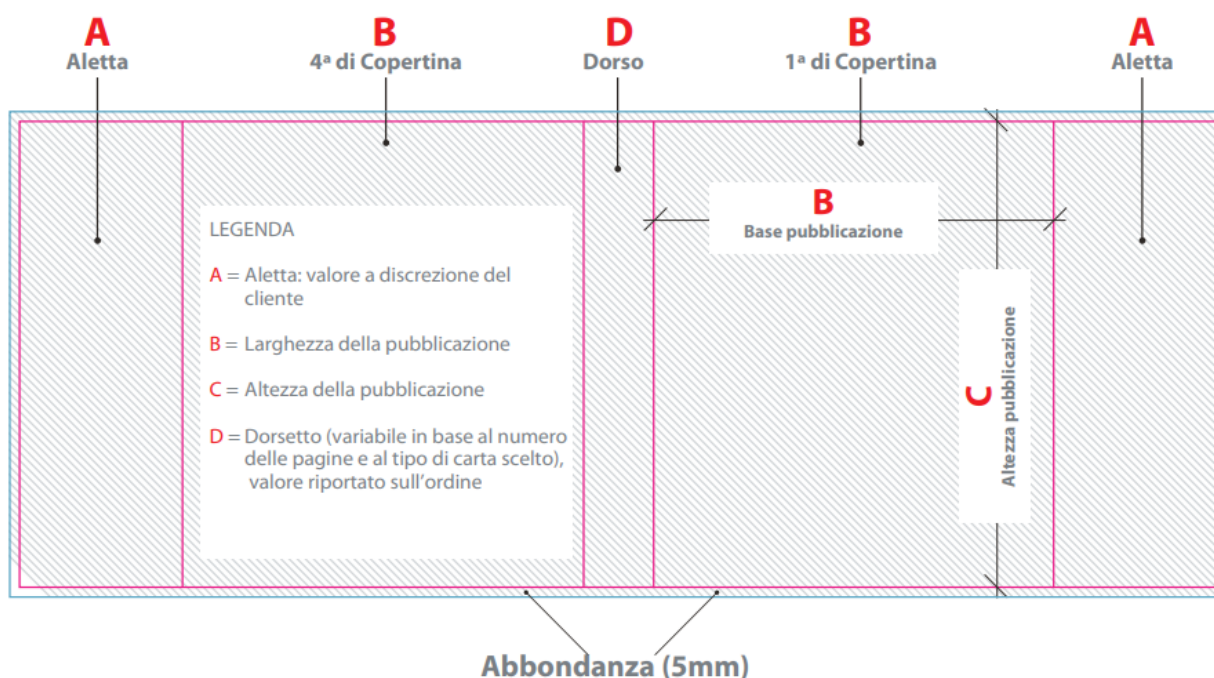 A
Aletta
B
4ª di Copertina
D
Dorso
B
1ª di Copertina
A
Aletta
LEGENDA
A = Aletta: valore a discrezione del
cliente
B = Larghezza della pubblicazione
C = Altezza della pubblicazione
D = Dorsetto (variabile in base al numero
delle pagine e al tipo di carta scelto),
valore riportato sull’ordine
B
Base pubblicazione
C
Altezza pubblicazione
Abbondanza (5mm)